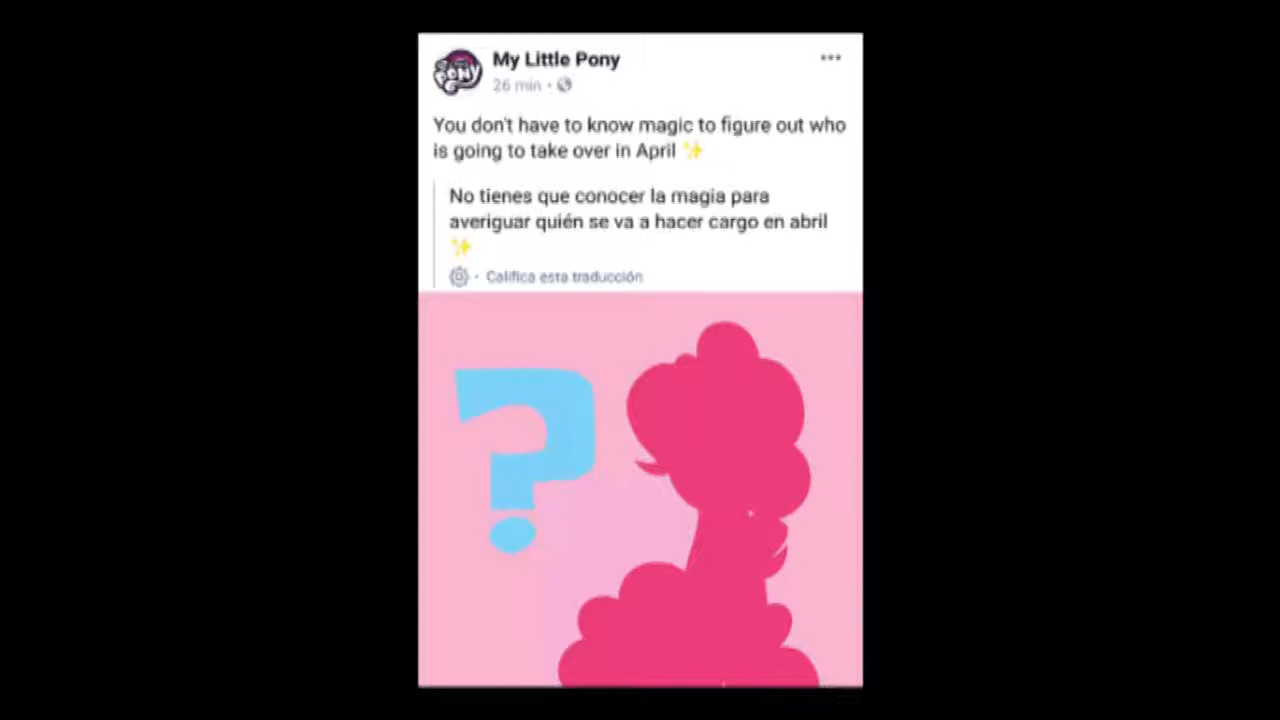 My Little Pony
26 min ·
You don't have to know magic to figure out who
is going to take over in April ✨
No tienes que conocer la magia para
averiguar quién se va a hacer cargo en abril
✨
· Califica esta traducción
PONY
?